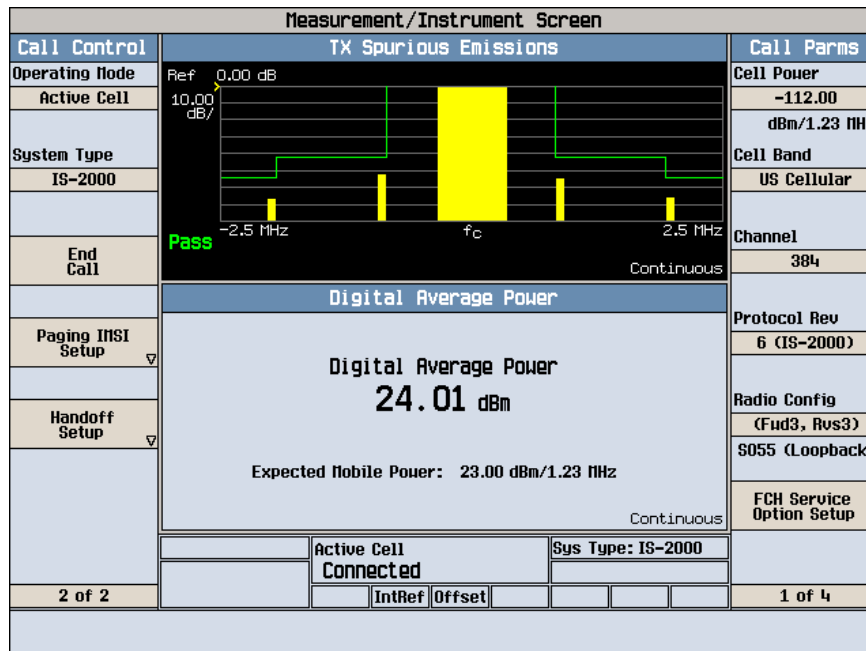 Measurement/Instrument Screen
Call Control
Operating Mode
Active Cell
System Type
IS-2000
End
Call
Paging IMSI
Setup
Handoff
Setup
2 of 2
TX Spurious Emissions
Ref 0.00 dB
10.00
dB/
Pass
-2.5 MHz
fc
2.5 MHz
Continuous
Digital Average Power
Digital Average Power
24.01 dBm
Expected Mobile Power: 23.00 dBm/1.23 MHz
Continuous
Active Cell
Connected
Sys Type: IS-2000
IntRef
Offset
Call Parms
Cell Power
-112.00
dBm/1.23 MH
Cell Band
US Cellular
Channel
384
Protocol Rev
6 (IS-2000)
Radio Config
(Fwd3, Rvs3)
SO55 (Loopback
FCH Service
Option Setup
1 of 4